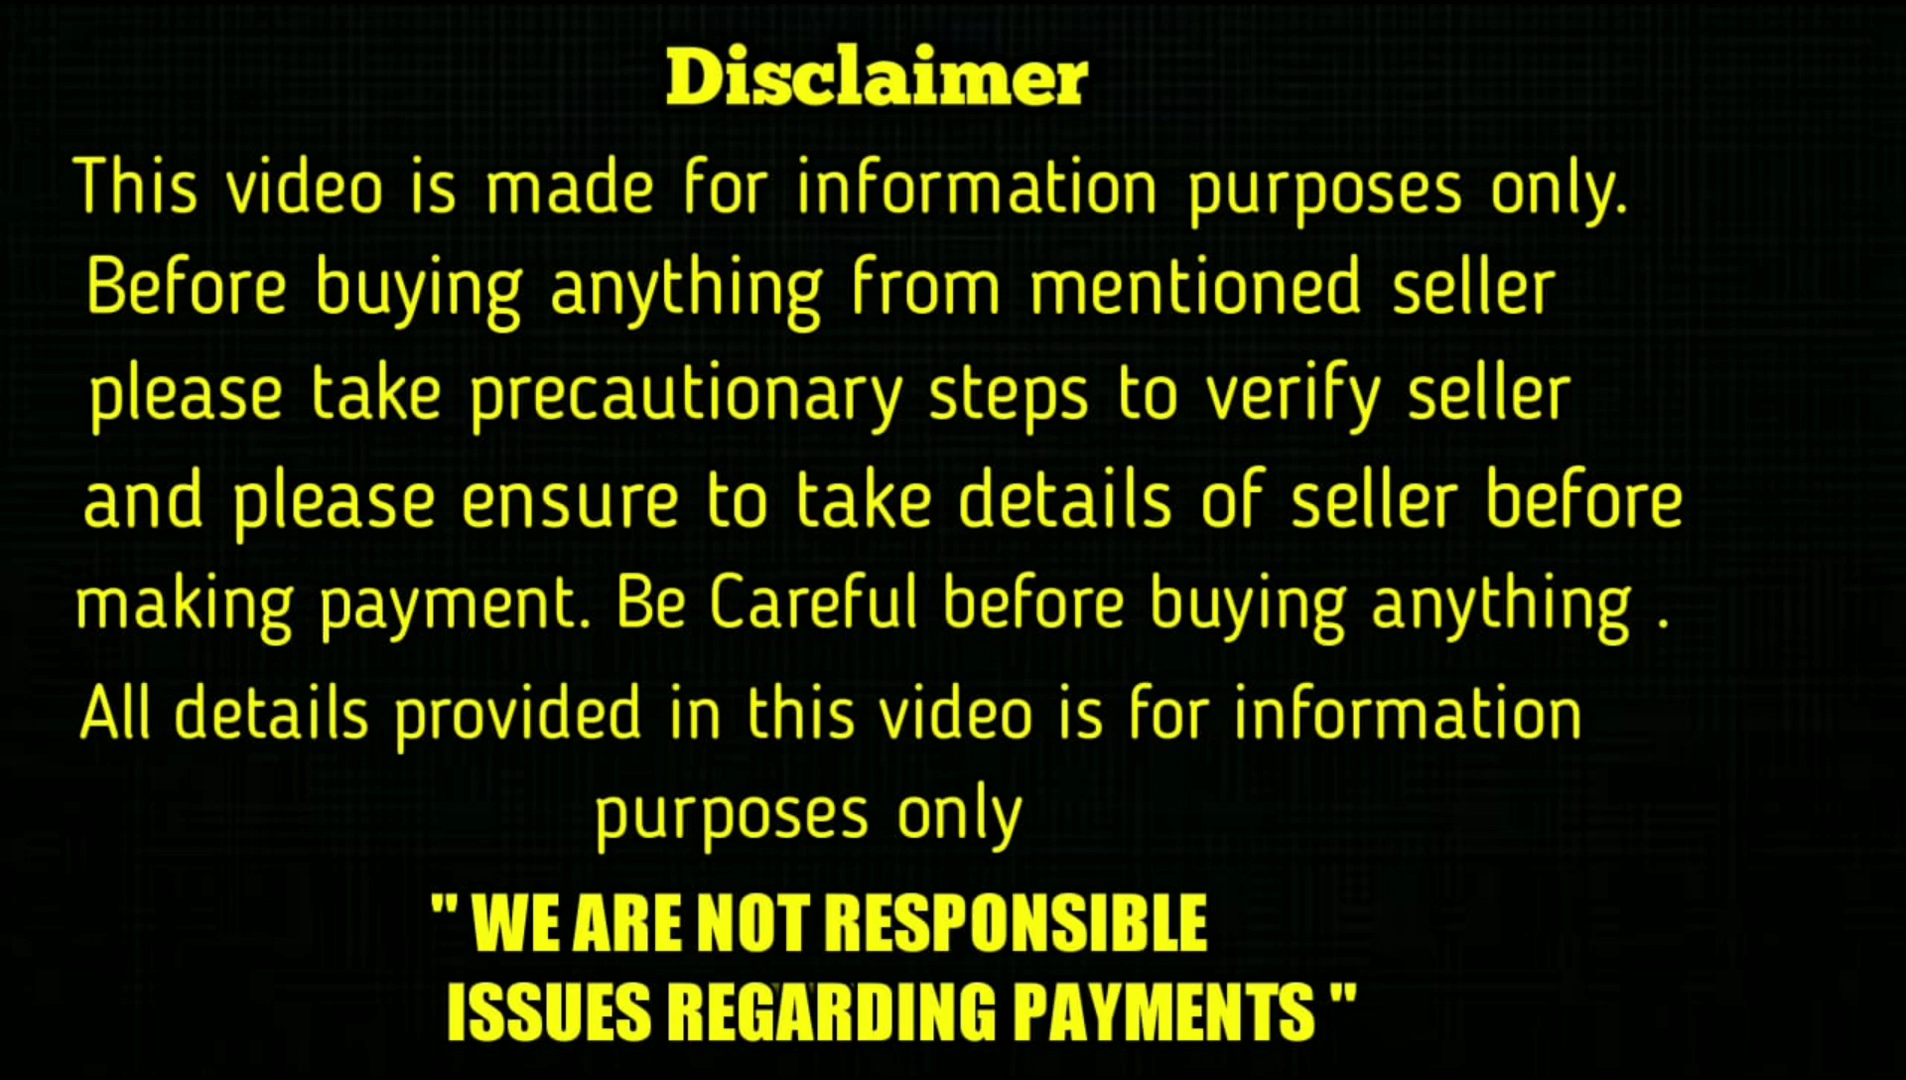 Disclaimer
This video is made for information purposes only.
Before buying anything from mentioned seller
please take precautionary steps to verify seller
and please ensure to take details of seller before
making payment. Be Careful before buying anything .
All details provided in this video is for information
purposes only
" WE ARE NOT RESPONSIBLE
ISSUES REGARDING PAYMENTS "